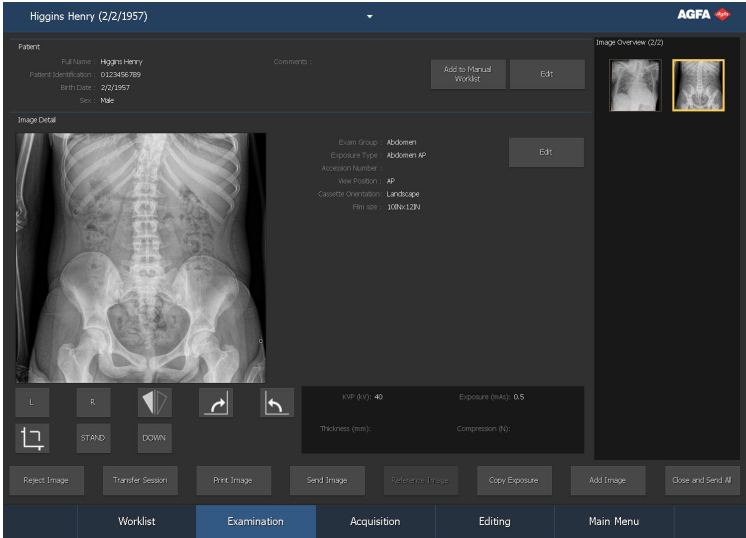 Higgins Henry (2/2/1957)
AGFA Agfa
Image Overview (2/2)
Patient
Full Name : Higgins Henry
Comments :
Patient Identification : 0123456789
Birth Date : 2/2/1957
Sex : Male
Add to Manual
Worklist
Edit
Image Detail
Exam Group : Abdomen
Exposure Type : Abdomen AP
Accession Number :
View Position : AP
Cassette Orientation: Landscape
Film size : 10INx12IN
Edit
L
R
STAND
DOWN
KVP (kV): 40
Exposure (mAs): 0.5
Thickness (mm):
Compression (N):
Reject Image
Transfer Session
Print Image
Send Image
Reference Image
Copy Exposure
Add Image
Close and Send All
Worklist
Examination
Acquisition
Editing
Main Menu